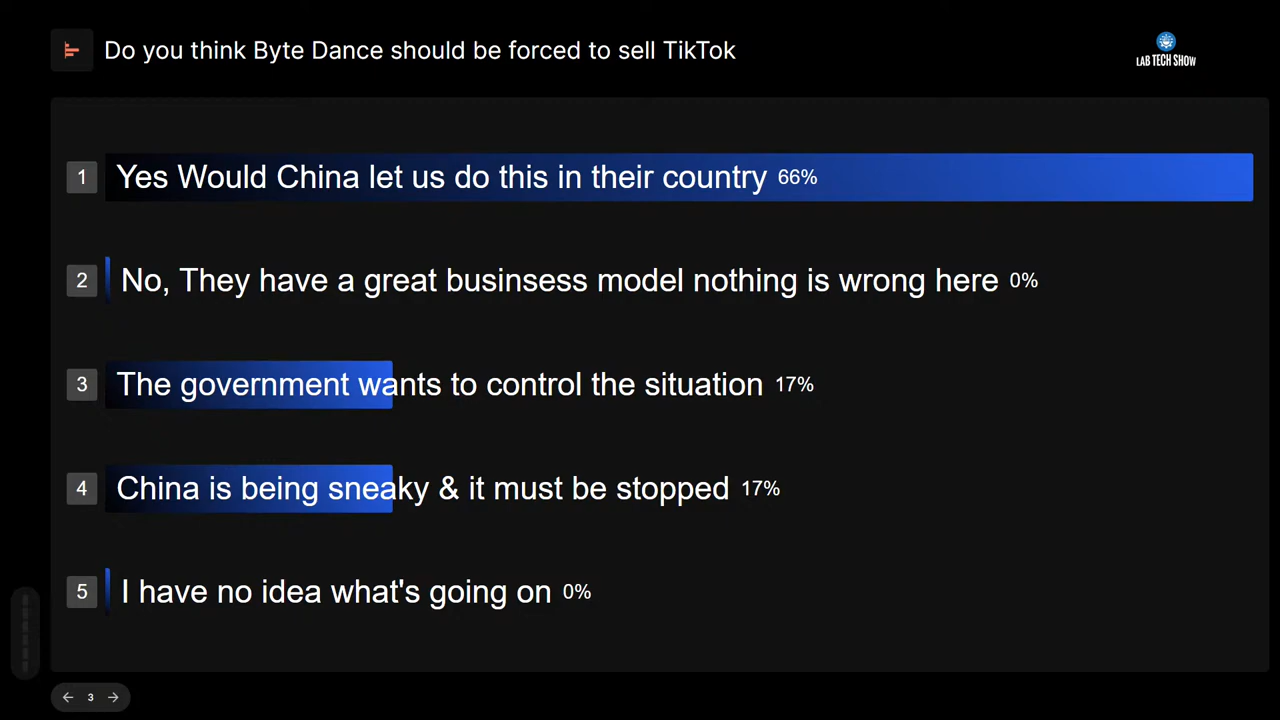 Do you think Byte Dance should be forced to sell TikTok
LAB TECH SHOW
1 Yes Would China let us do this in their country 66%
2 No, They have a great businsess model nothing is wrong here 0%
3 The government wants to control the situation 17%
4 China is being sneaky & it must be stopped 17%
5 I have no idea what's going on 0%
← 3 →